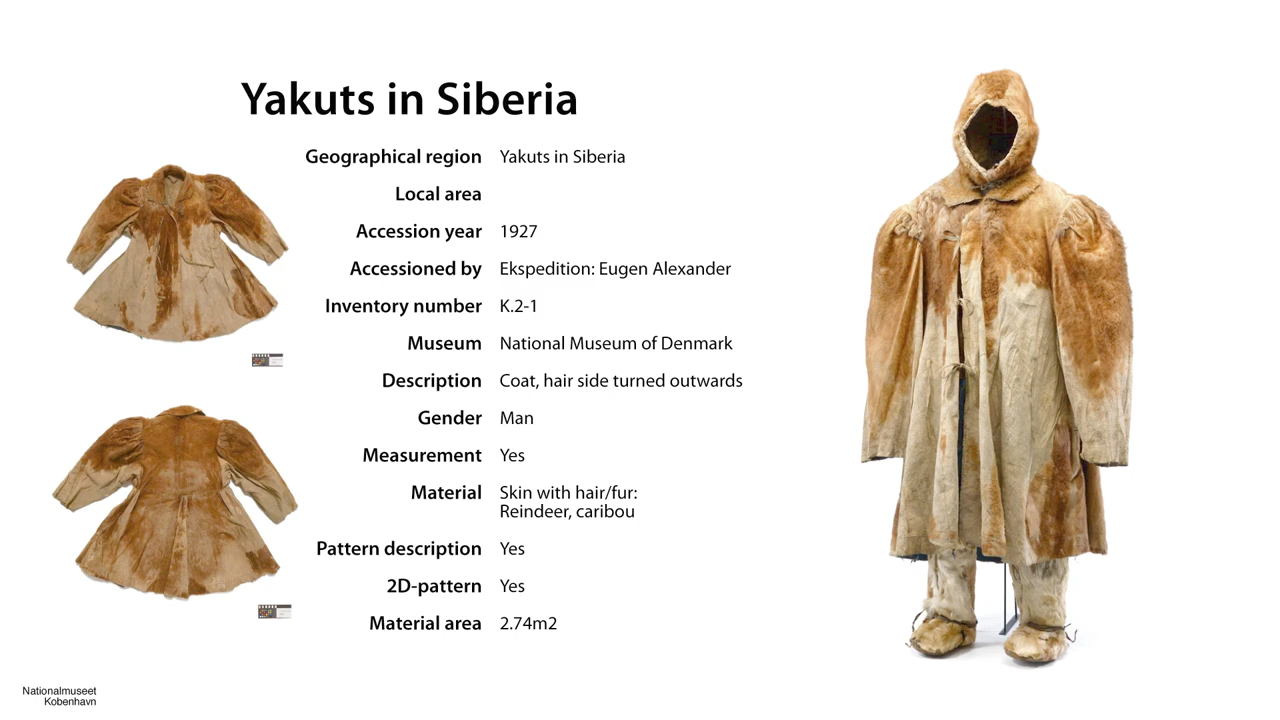 Yakuts in Siberia
Geographical region Yakuts in Siberia
Local area
Accession year 1927
Accessioned by Ekspedition: Eugen Alexander
Inventory number K.2-1
Museum National Museum of Denmark
Description Coat, hair side turned outwards
Gender Man
Measurement Yes
Material Skin with hair/fur:
Reindeer, caribou
Pattern description Yes
2D-pattern Yes
Material area 2.74m2
Nationalmuseet
Kobenhavn